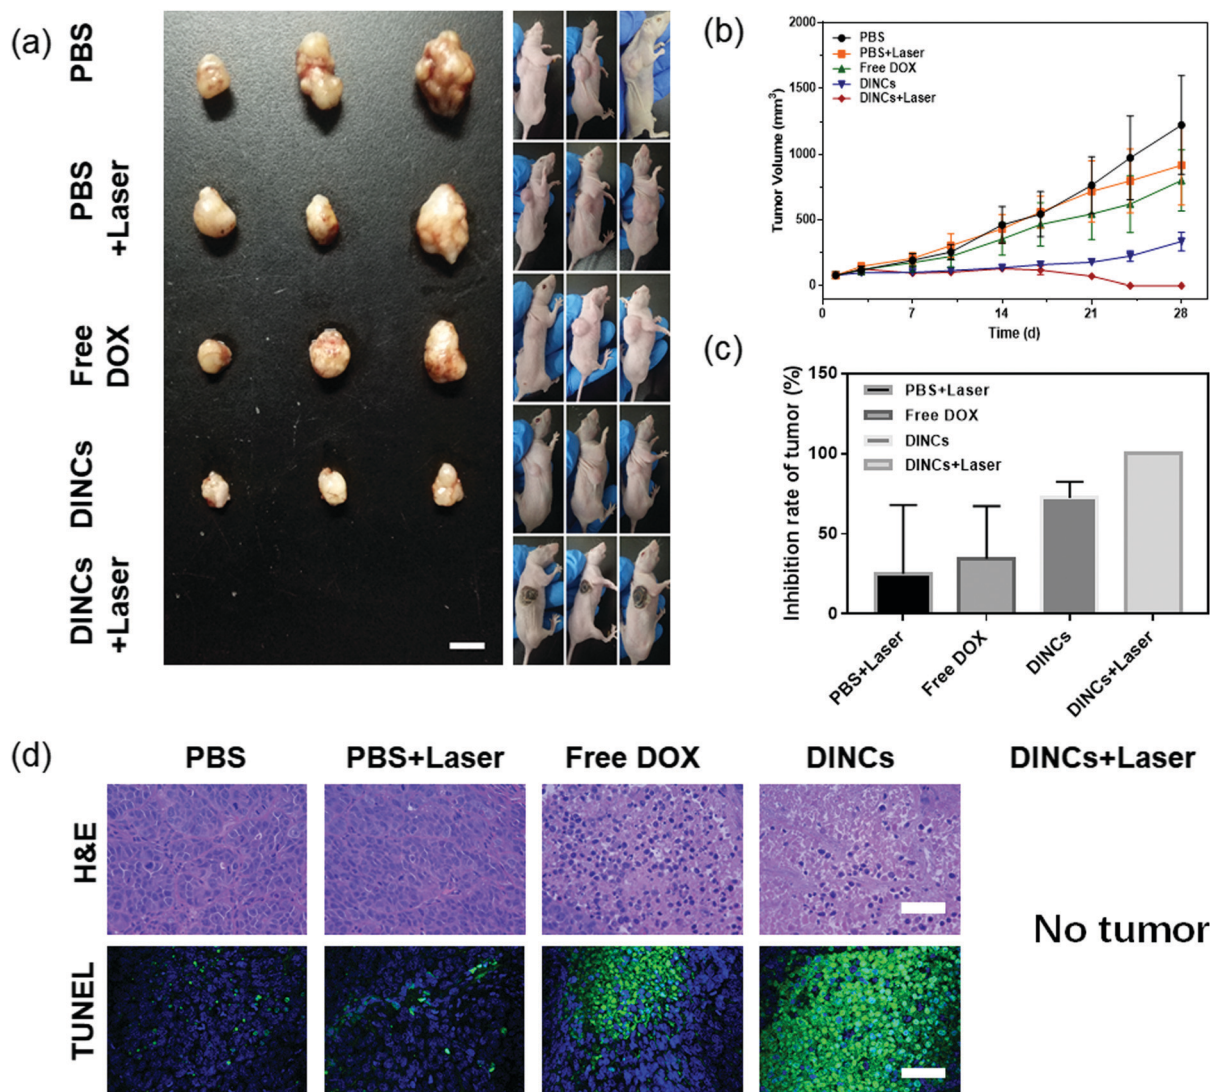 (a)
PBS
PBS
+Laser
Free
DOX
DINCs
DINCs
+Laser
(b)
Tumor Volume (mm³)
2000
1500
1000
500
0
PBS
PBS+Laser
Free DOX
DINCs
DINCs+Laser
0
7
14
21
28
Time (d)
(c)
Inhibition rate of tumor (%)
150
100
50
0
PBS+Laser
Free DOX
DINCs
DINCs+Laser
PBS+Laser
Free DOX
DINCs
DINCs+Laser
(d)
PBS
PBS+Laser
Free DOX
DINCs
DINCs+Laser
H&E
TUNEL
No tumor